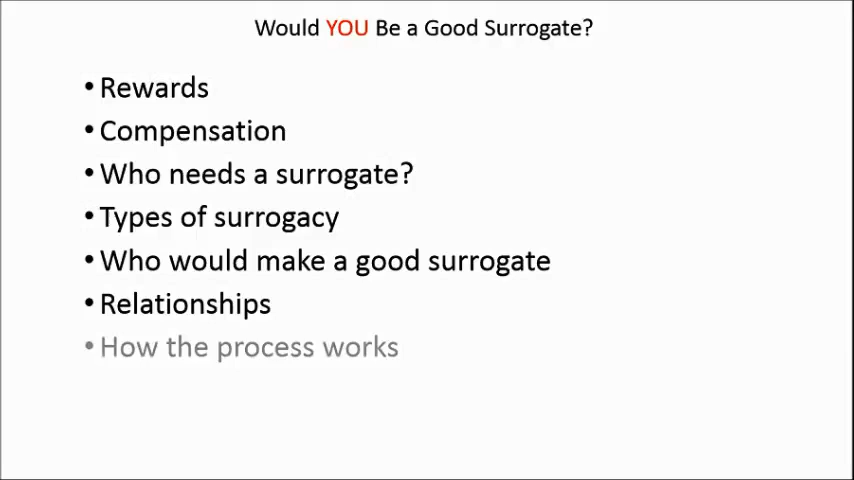 Would YOU Be a Good Surrogate?
• Rewards
• Compensation
• Who needs a surrogate?
• Types of surrogacy
• Who would make a good surrogate
• Relationships
• How the process works